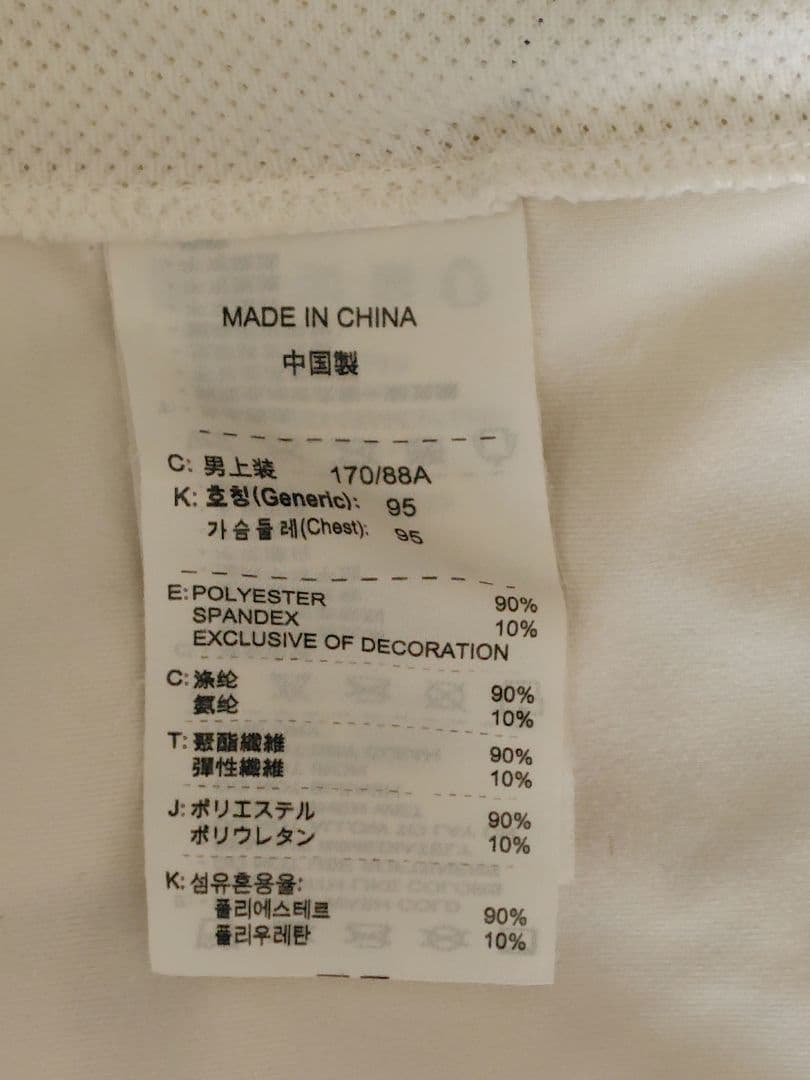 MADE IN CHINA
中国製
C: 男上装 170/88A
K: 호칭(Generic): 95
가슴둘레(Chest): 95
E: POLYESTER 90%
SPANDEX 10%
EXCLUSIVE OF DECORATION
C: 涤纶 90%
氨纶 10%
T: 聚酯纖維 90%
彈性纖維 10%
J: ポリエステル 90%
ポリウレタン 10%
K: 섬유혼용율:
폴리에스테르 90%
폴리우레탄 10%